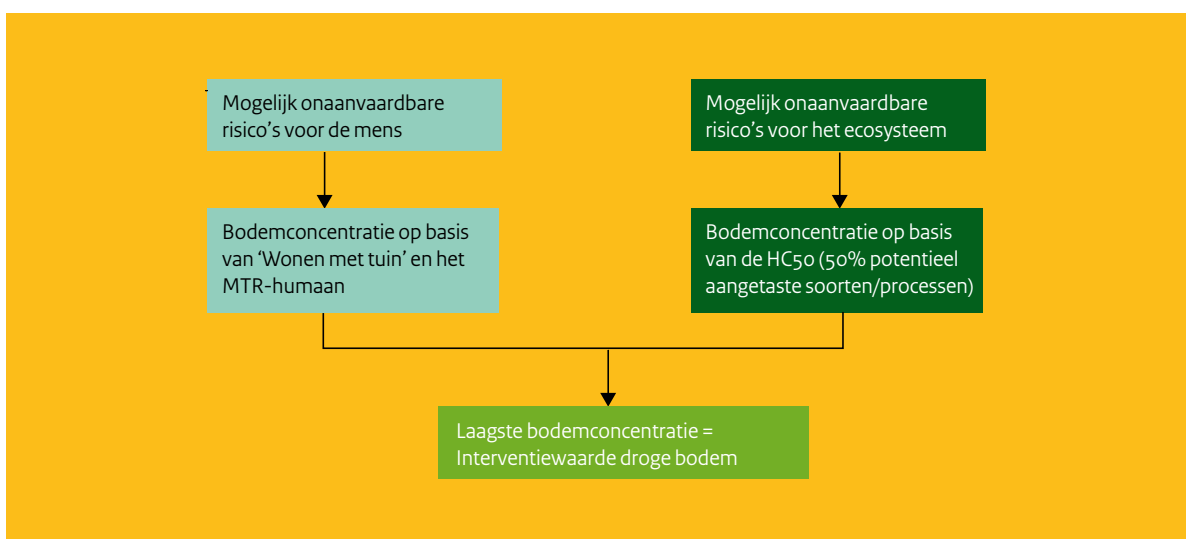 Mogelijk onaanvaardbare
risico's voor de mens
Mogelijk onaanvaardbare
risico's voor het ecosysteem
Bodemconcentratie op basis
van ‘Wonen met tuin’ en het
MTR-humaan
Bodemconcentratie op basis
van de HC50 (50% potentieel
aangetaste soorten/processen)
Laagste bodemconcentratie =
Interventiewaarde droge bodem